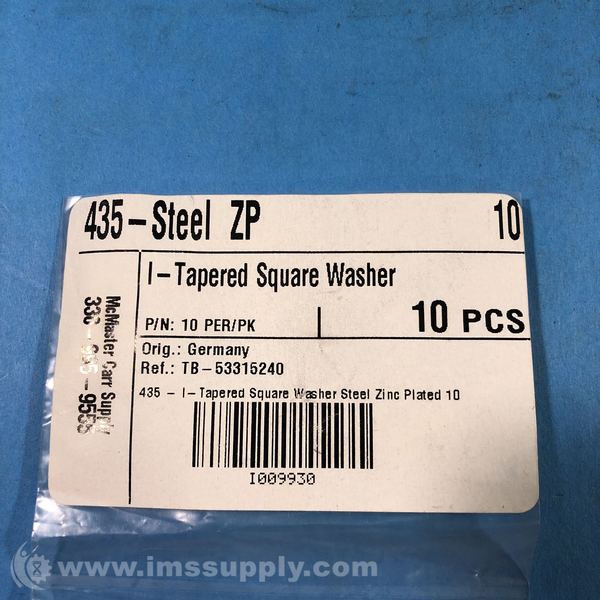 435-Steel ZP 10
I-Tapered Square Washer
P/N: 10 PER/PK 10 PCS
Orig.: Germany
Ref.: TB-53315240
435 - I-Tapered Square Washer Steel Zinc Plated 10
I009930
McMaster Carr Supply
www.imssupply.com